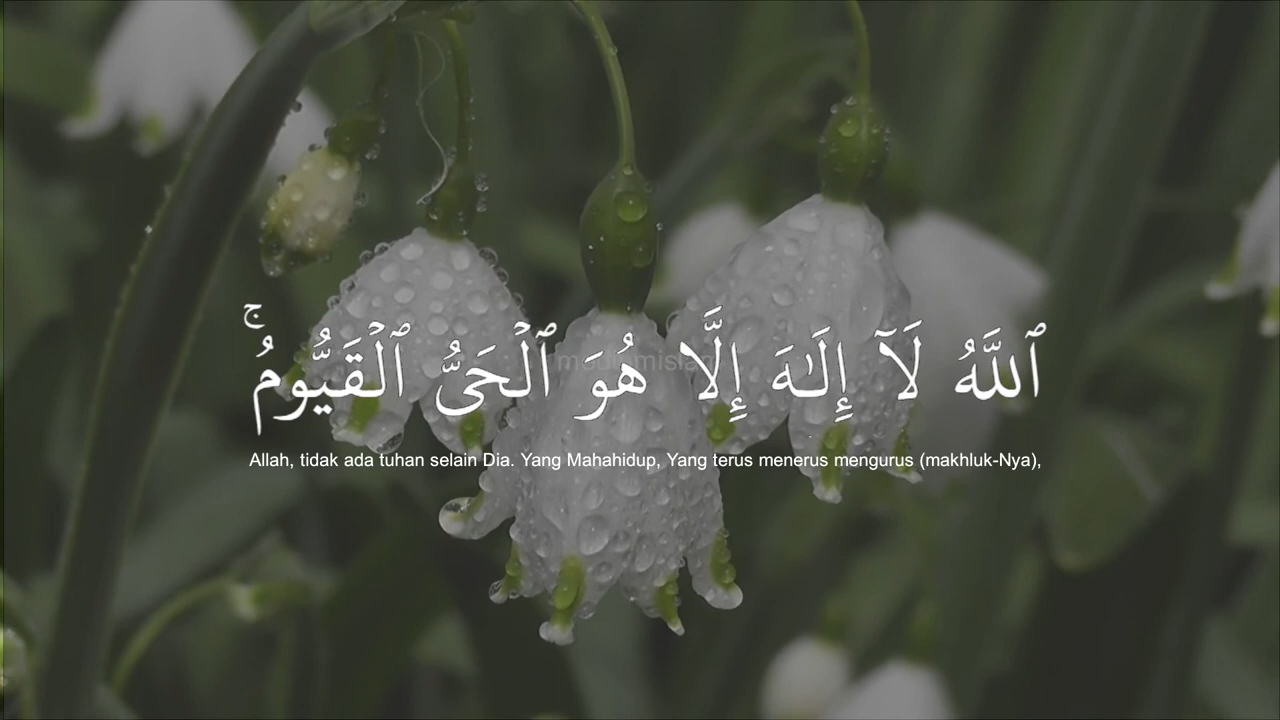 ٱللَّهُ لَآ إِلَـٰهَ إِلَّا هُوَ ٱلْحَىُّ ٱلْقَيُّومُ ۚ
Allah, tidak ada tuhan selain Dia. Yang Mahahidup, Yang terus menerus mengurus (makhluk-Nya),